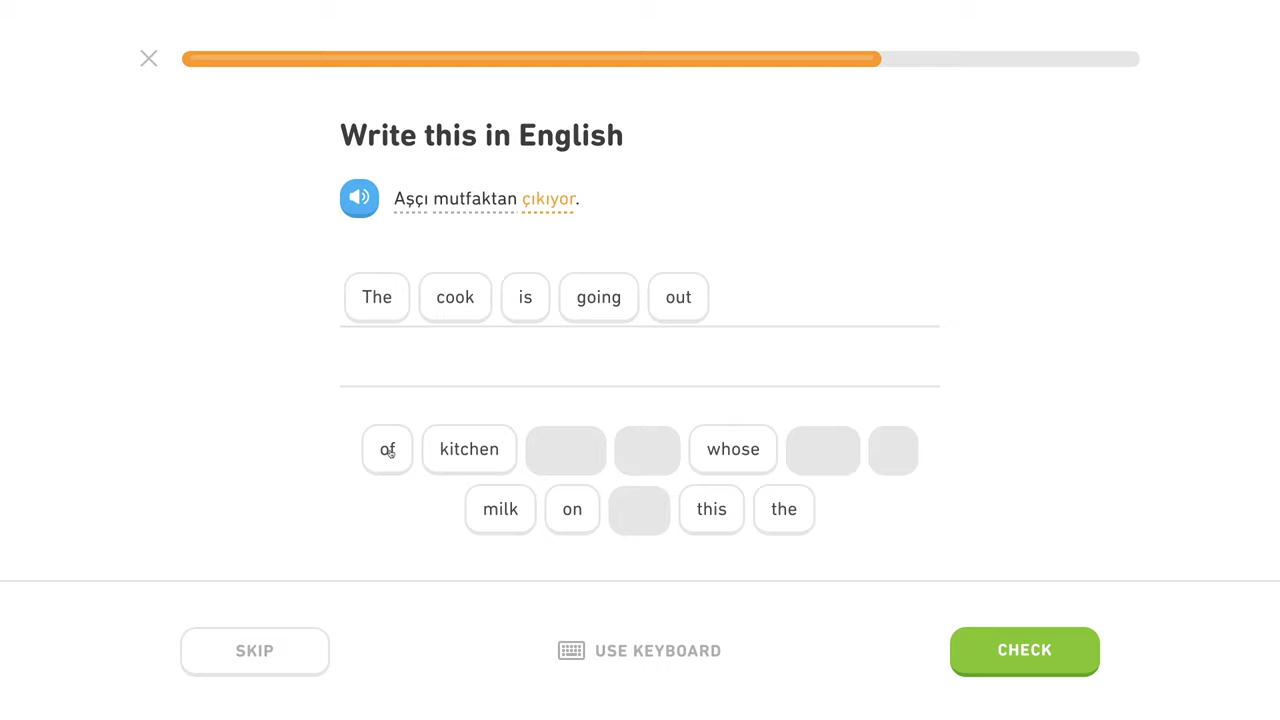 Write this in English
Aşçı mutfaktan çıkıyor.
The cook is going out
of kitchen whose
milk on this the
SKIP USE KEYBOARD CHECK